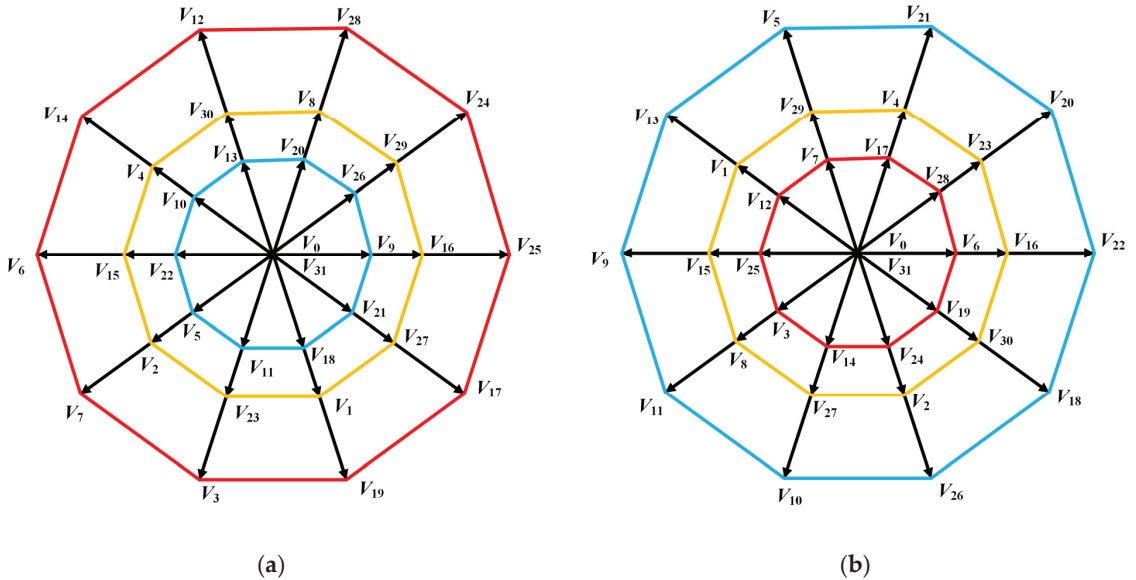 V12 V28
V30 V8 V24
V14 V13 V20 V29
V4 V26
V10
V0 V9 V16 V25
V6 V15 V22 V31
V5 V21
V2 V11 V18 V27
V7 V23 V1 V17
V3 V19
(a)
V5 V21
V29 V4 V20
V13 V7 V17 V23
V1 V28
V12
V0 V6 V16 V22
V9 V15 V25 V31
V3 V19
V8 V14 V24 V30
V11 V27 V2 V18
V10 V26
(b)